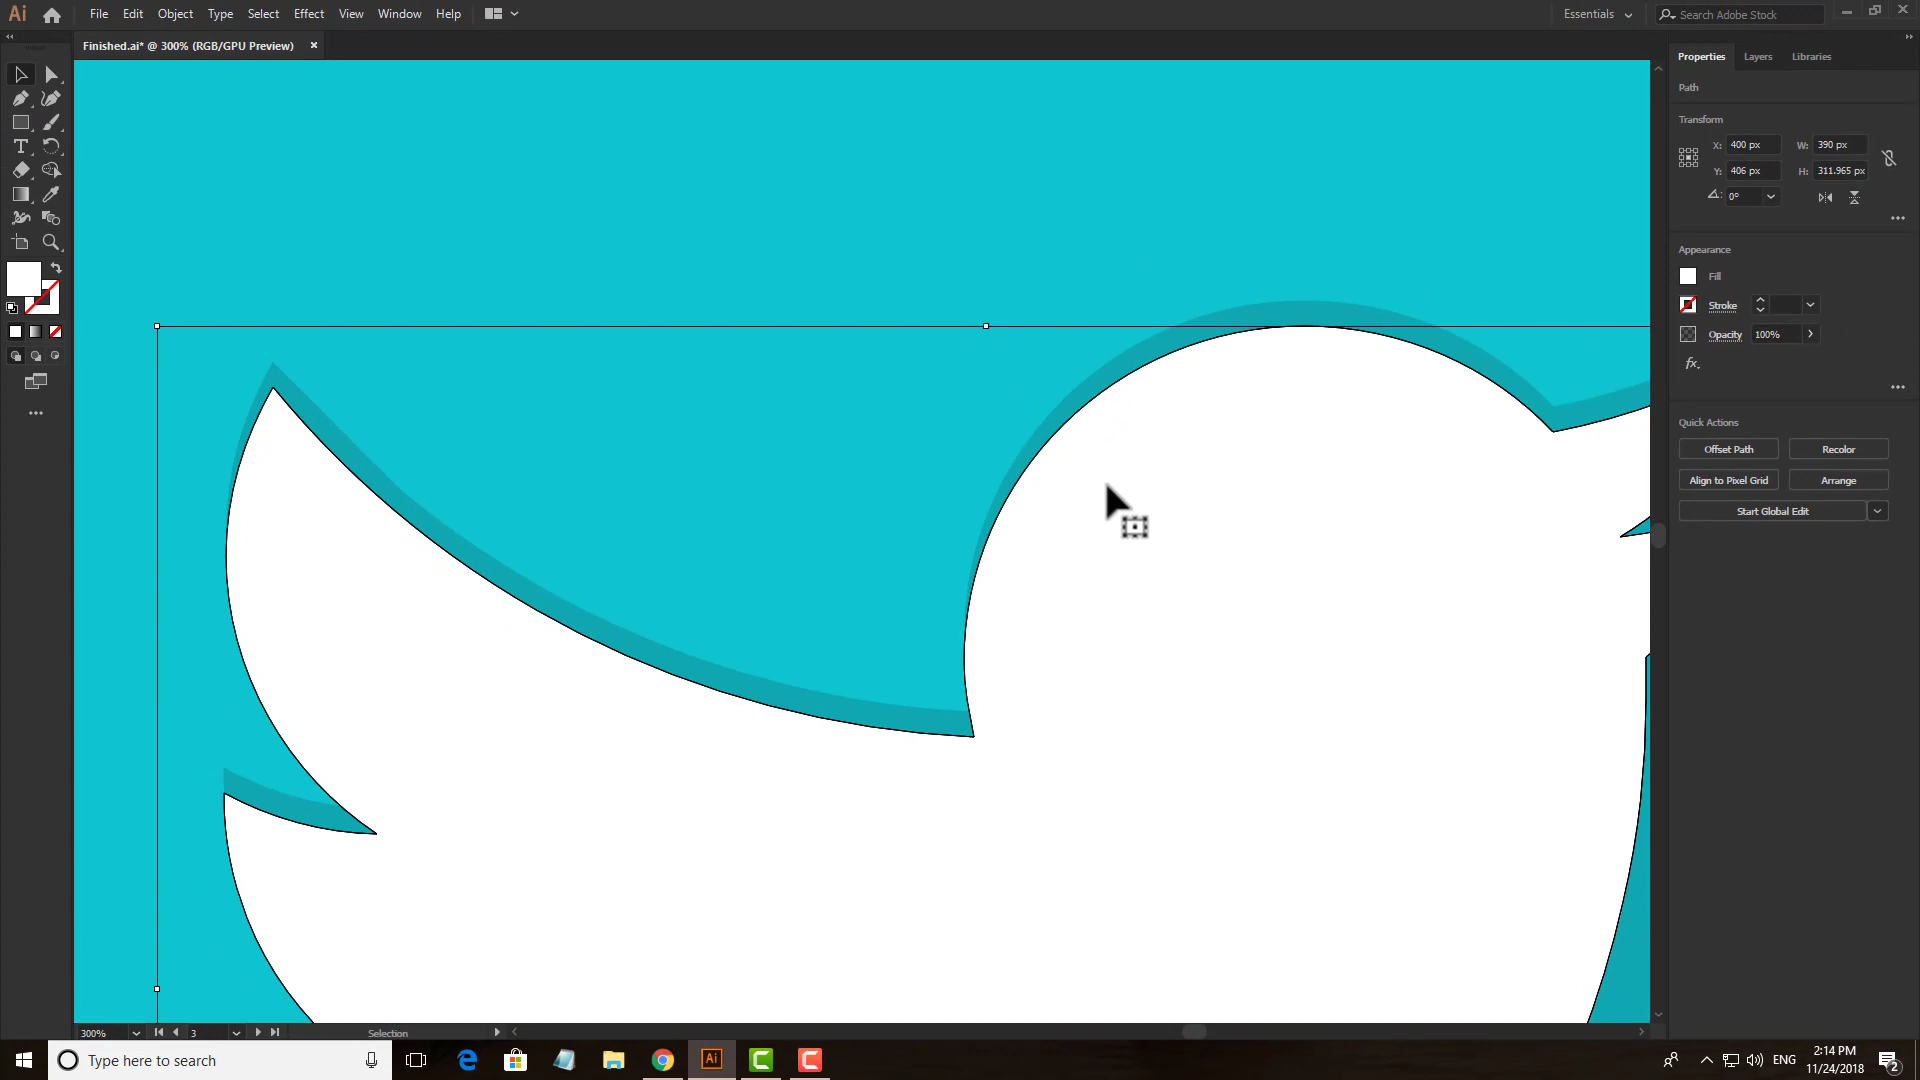 Ai File Edit Object Type Select Effect View Window Help Essentials Search Adobe Stock
Finished.ai* @ 300% (RGB/GPU Preview) ×
Properties Layers Libraries
Path
Transform
X: 400 px W: 390 px
Y: 406 px H: 311.965 px
0°
Appearance
Fill
Stroke
Opacity 100%
fx.
Quick Actions
Offset Path Recolor
Align to Pixel Grid Arrange
Start Global Edit
T
300% 3 Selection
Type here to search Ai ENG 2:14 PM
11/24/2018 2